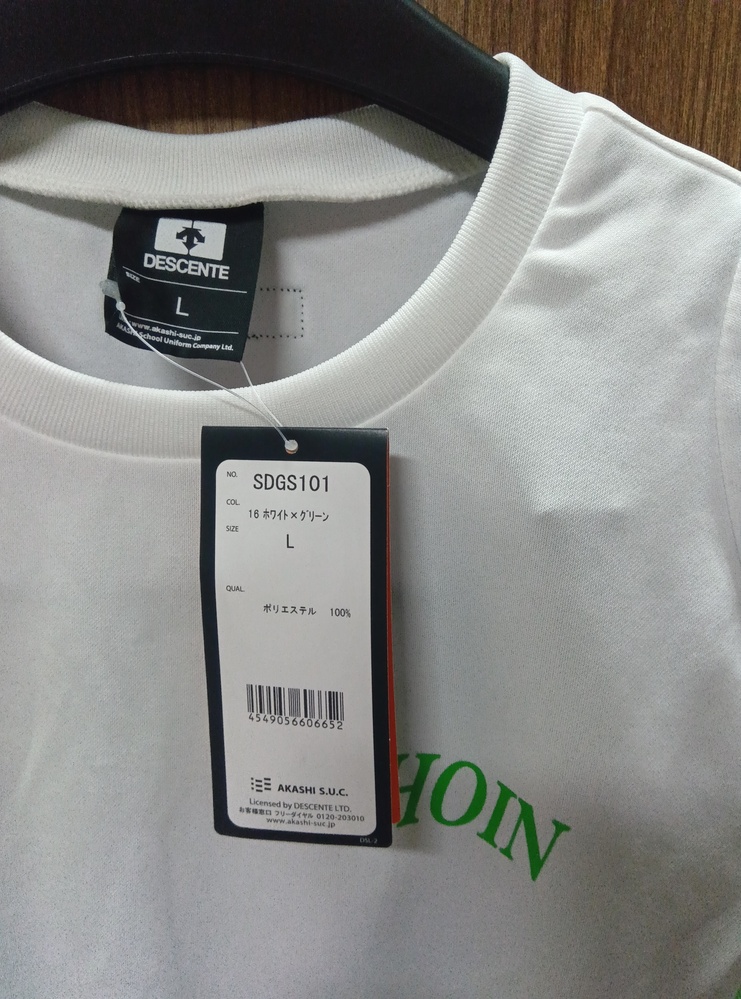 DESCENTE
SIZE
L
www.akashi-suc.jp
AKASHI School Uniform Company Ltd.
NO.
SDGS101
COL.
16 ホワイト×グリーン
SIZE
L
QUAL.
ポリエステル 100%
4549056606652
AKASHI S.U.C.
Licensed by DESCENTE LTD.
お客様窓口 フリーダイヤル 0120-203010
www.akashi-suc.jp
HOIN